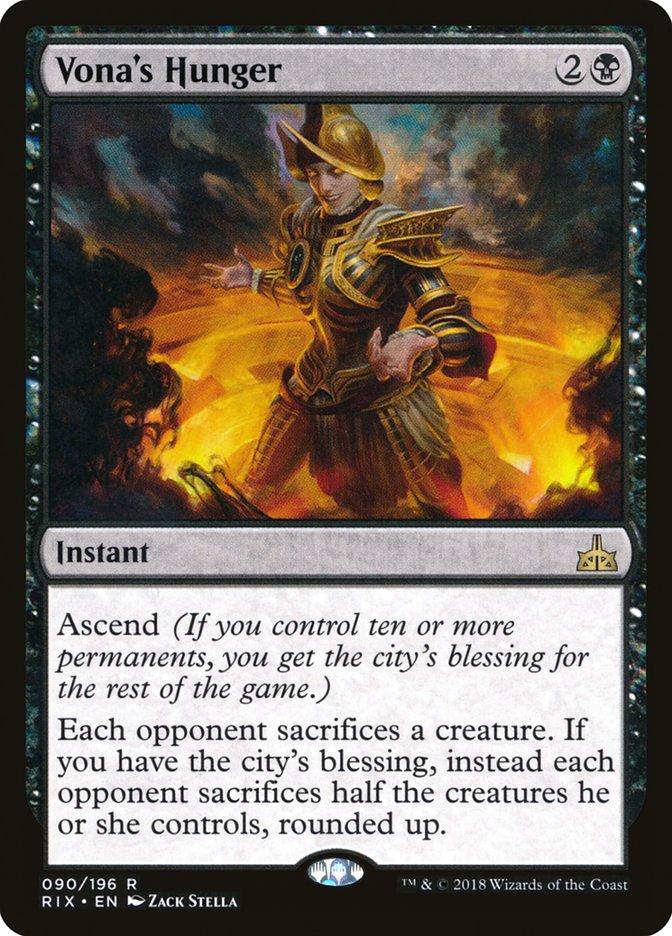 Vona's Hunger 2
Instant
Ascend (If you control ten or more
permanents, you get the city's blessing for
the rest of the game.)
Each opponent sacrifices a creature. If
you have the city's blessing, instead each
opponent sacrifices half the creatures he
or she controls, rounded up.
090/196 R
RIX • EN Zack Stella
™ & © 2018 Wizards of the Coast